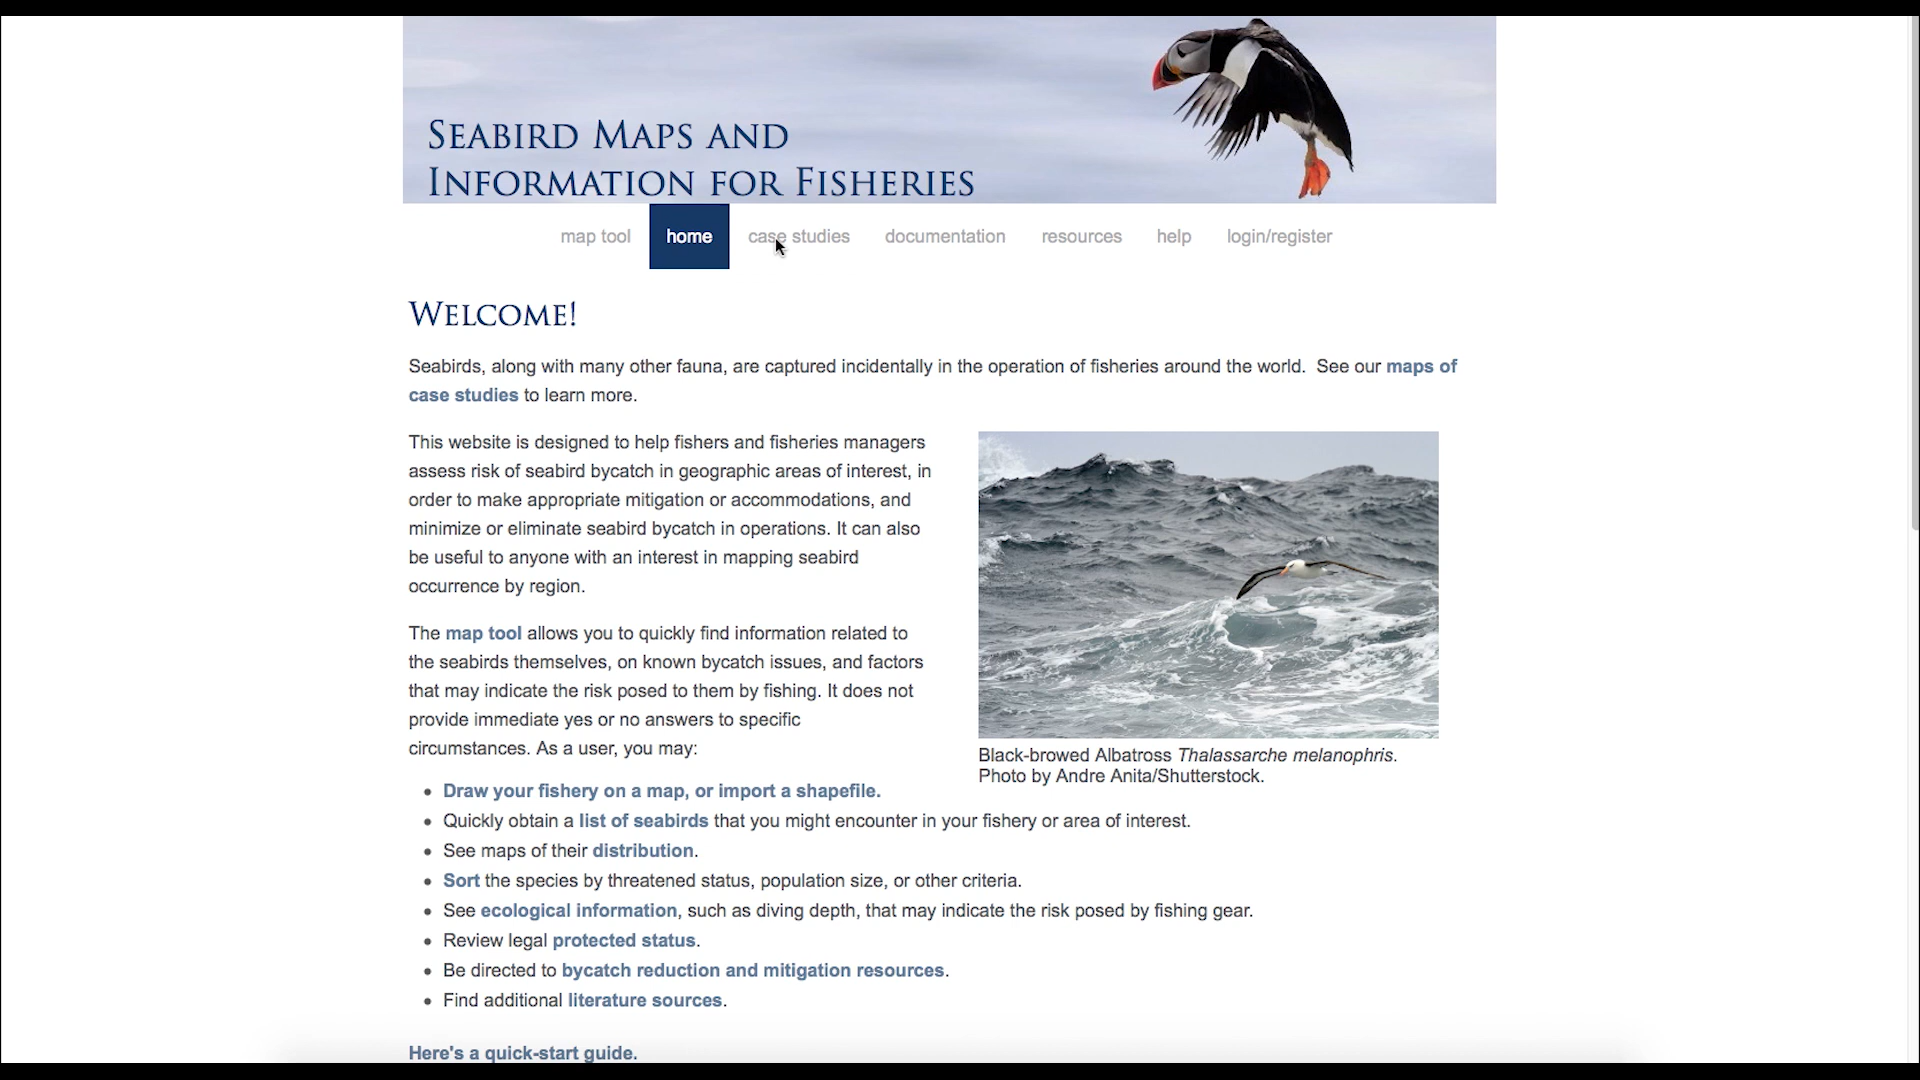 SEABIRD MAPS AND
INFORMATION FOR FISHERIES
map tool home case studies documentation resources help login/register
WELCOME!
Seabirds, along with many other fauna, are captured incidentally in the operation of fisheries around the world.  See our maps of
case studies to learn more.
This website is designed to help fishers and fisheries managers
assess risk of seabird bycatch in geographic areas of interest, in
order to make appropriate mitigation or accommodations, and
minimize or eliminate seabird bycatch in operations. It can also
be useful to anyone with an interest in mapping seabird
occurrence by region.
The map tool allows you to quickly find information related to
the seabirds themselves, on known bycatch issues, and factors
that may indicate the risk posed to them by fishing. It does not
provide immediate yes or no answers to specific
circumstances. As a user, you may:
Black-browed Albatross Thalassarche melanophris.
Photo by Andre Anita/Shutterstock.
• Draw your fishery on a map, or import a shapefile.
• Quickly obtain a list of seabirds that you might encounter in your fishery or area of interest.
• See maps of their distribution.
• Sort the species by threatened status, population size, or other criteria.
• See ecological information, such as diving depth, that may indicate the risk posed by fishing gear.
• Review legal protected status.
• Be directed to bycatch reduction and mitigation resources.
• Find additional literature sources.
Here's a quick-start guide.